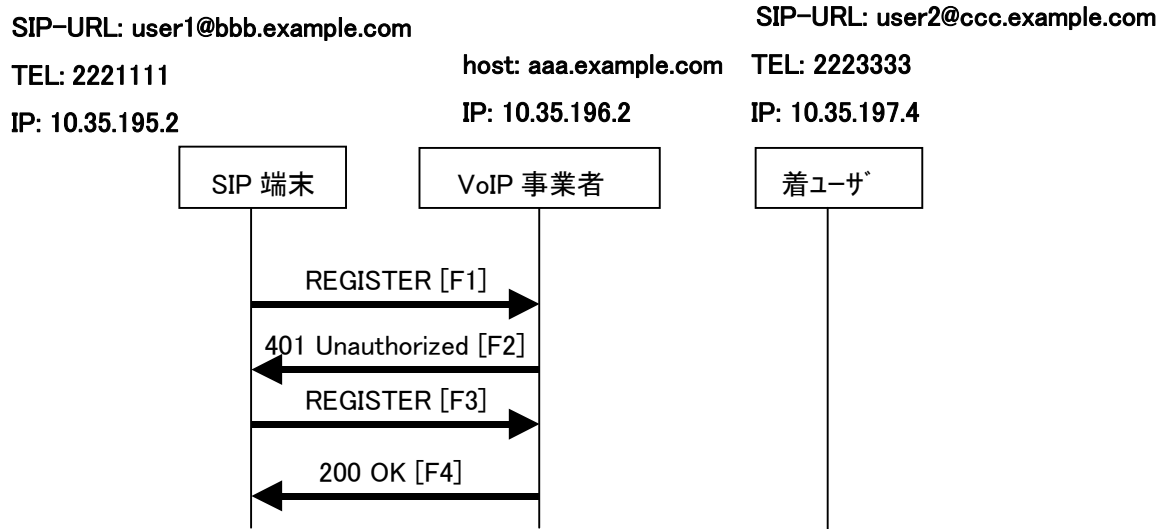 SIP-URL: user1@bbb.example.com
TEL: 2221111
IP: 10.35.195.2
host: aaa.example.com
IP: 10.35.196.2
SIP-URL: user2@ccc.example.com
TEL: 2223333
IP: 10.35.197.4
SIP 端末
VoIP 事業者
着ﾕｰｻﾞ
REGISTER [F1]
401 Unauthorized [F2]
REGISTER [F3]
200 OK [F4]